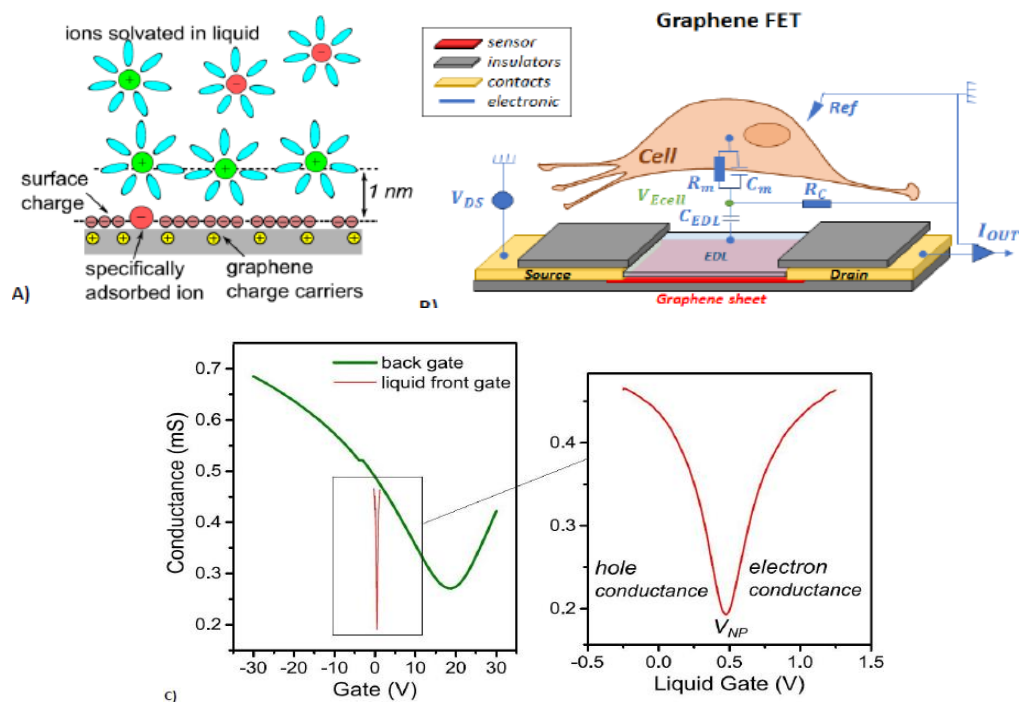 ions solvated in liquid
+
−
−
+
+
+
surface
charge
1 nm
−
+ + + + + +
specifically
adsorbed ion
graphene
charge carriers
A)
Graphene FET
sensor
insulators
contacts
electronic
Ref
Cell
Rm
Cm
VDS
VEcell
RC
CEDL
IOUT
EDL
Source
Drain
Graphene sheet
B)
back gate
liquid front gate
Conductance (mS)
0.7
0.6
0.5
0.4
0.3
0.2
-30 -20 -10 0 10 20 30
Gate (V)
0.4
0.3
0.2
hole
conductance
electron
conductance
VNP
-0.5 0.0 0.5 1.0 1.5
Liquid Gate (V)
c)